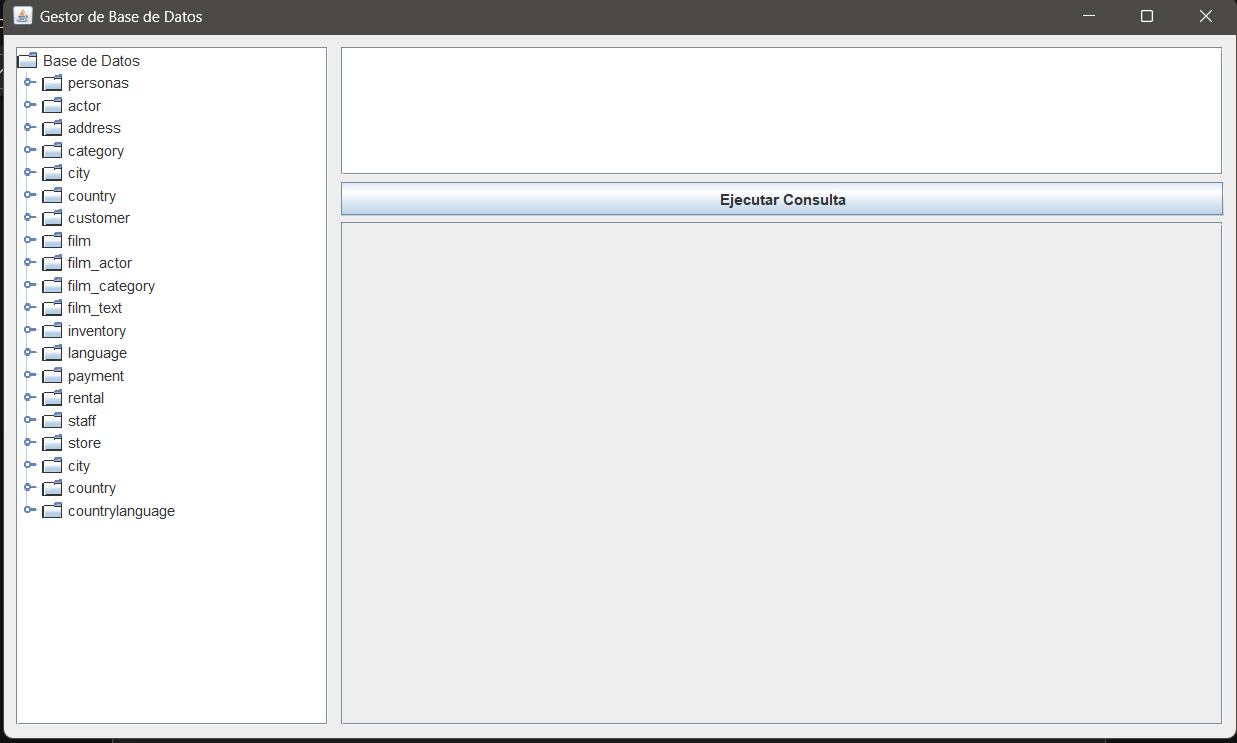 Gestor de Base de Datos
Base de Datos
personas
actor
address
category
city
country
customer
film
film_actor
film_category
film_text
inventory
language
payment
rental
staff
store
city
country
countrylanguage
Ejecutar Consulta